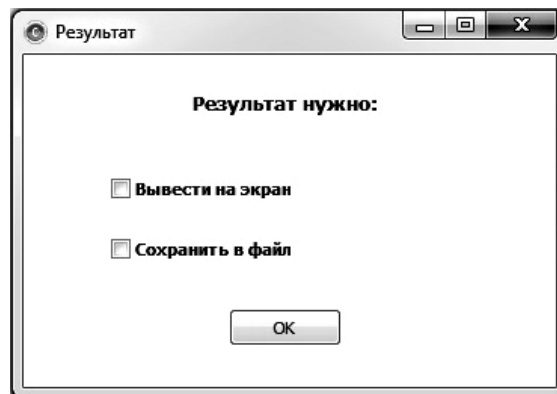 Результат
Результат нужно:
Вывести на экран
Сохранить в файл
OK